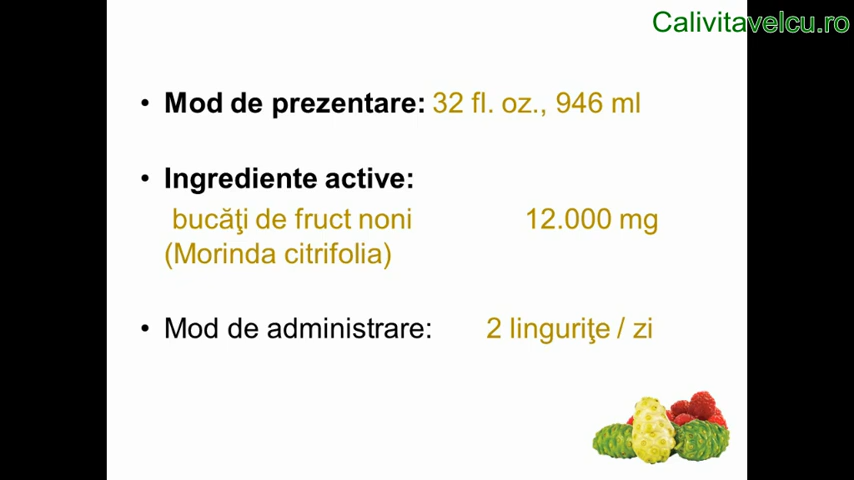 Calivitavelcu.ro
• Mod de prezentare: 32 fl. oz., 946 ml
• Ingrediente active:
bucăţi de fruct noni 12.000 mg
(Morinda citrifolia)
• Mod de administrare: 2 linguriţe / zi